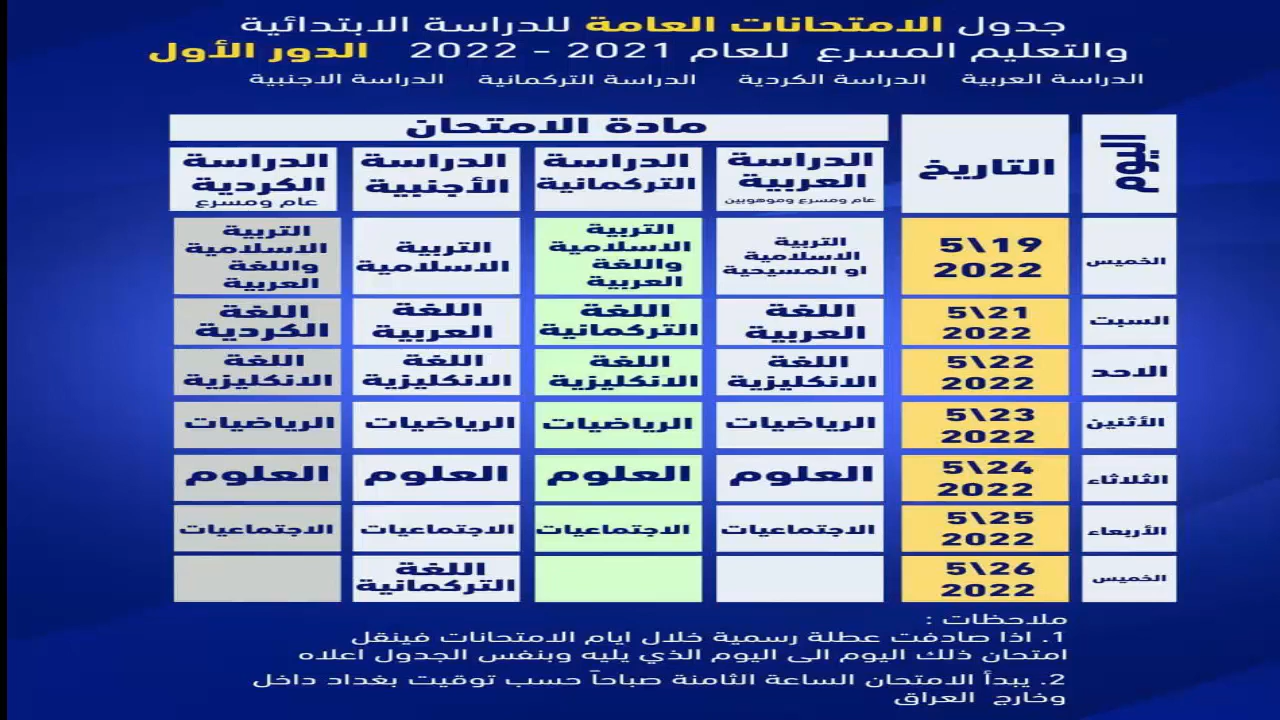 جدول الامتحانات العامة للدراسة الابتدائية
والتعليم المسرع للعام 2021 - 2022 الدور الأول
الدراسة العربية الدراسة الكردية الدراسة التركمانية الدراسة الاجنبية
اليوم
التاريخ
مادة الامتحان
الدراسة
العربية
عام ومسرع وموهوبين
الدراسة
التركمانية
الدراسة
الأجنبية
الدراسة
الكردية
عام ومسرع
الخميس
5\19
2022
التربية
الاسلامية
او المسيحية
التربية
الاسلامية
واللغة
العربية
التربية
الاسلامية
التربية
الاسلامية
واللغة
العربية
السبت
5\21
2022
اللغة
العربية
اللغة
التركمانية
اللغة
العربية
اللغة
الكردية
الاحد
5\22
2022
اللغة
الانكليزية
اللغة
الانكليزية
اللغة
الانكليزية
اللغة
الانكليزية
الأثنين
5\23
2022
الرياضيات
الرياضيات
الرياضيات
الرياضيات
الثلاثاء
5\24
2022
العلوم
العلوم
العلوم
العلوم
الأربعاء
5\25
2022
الاجتماعيات
الاجتماعيات
الاجتماعيات
الاجتماعيات
الخميس
5\26
2022
اللغة
التركمانية
ملاحظات :
1. اذا صادفت عطلة رسمية خلال ايام الامتحانات فينقل
امتحان ذلك اليوم الى اليوم الذي يليه وبنفس الجدول اعلاه
2. يبدأ الامتحان الساعة الثامنة صباحاً حسب توقيت بغداد داخل
وخارج العراق